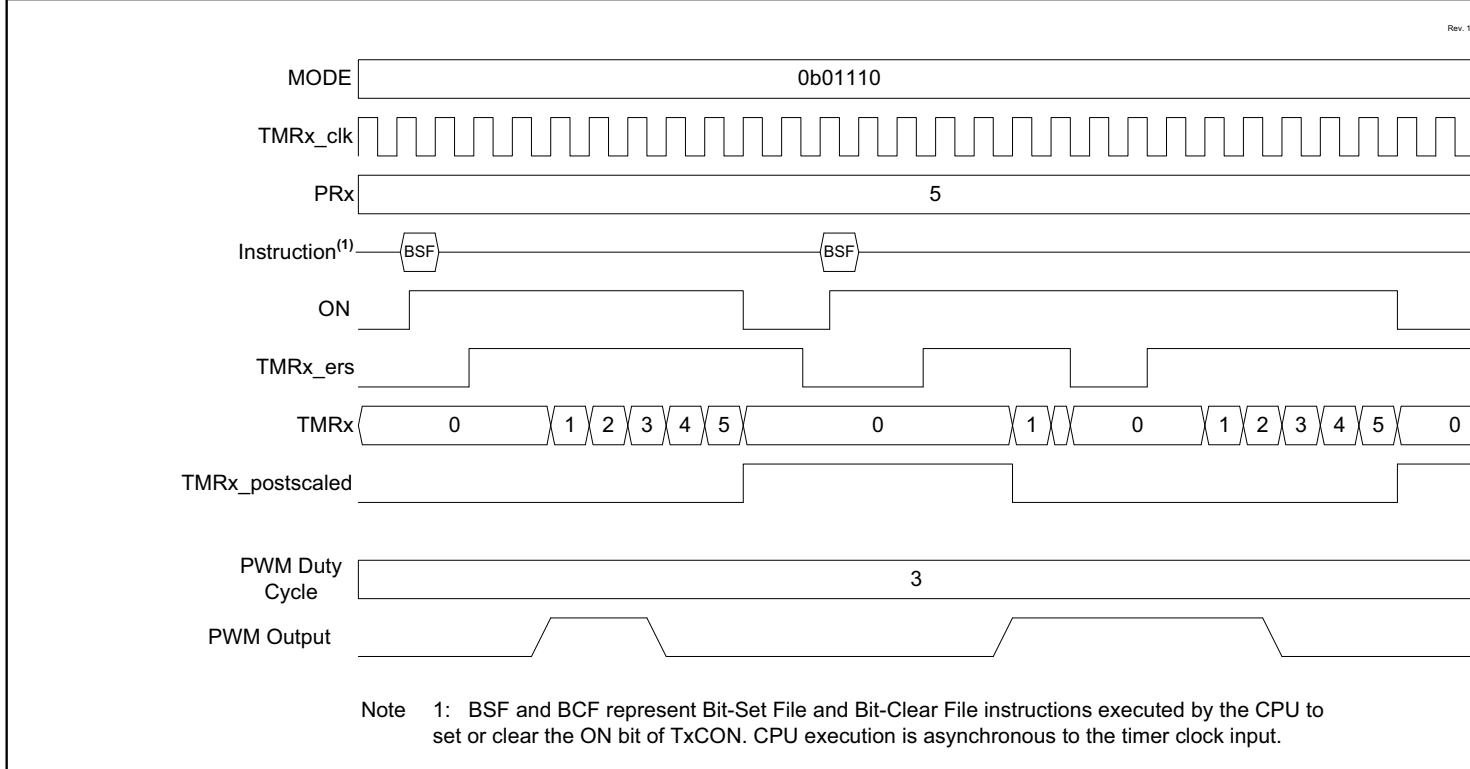 Rev. 1
MODE 0b01110
TMRx_clk
PRx 5
Instruction(1) BSF BSF
ON
TMRx_ers
TMRx 0 1 2 3 4 5 0 1 0 1 2 3 4 5 0
TMRx_postscaled
PWM Duty
Cycle 3
PWM Output
Note 1: BSF and BCF represent Bit-Set File and Bit-Clear File instructions executed by the CPU to
set or clear the ON bit of TxCON. CPU execution is asynchronous to the timer clock input.